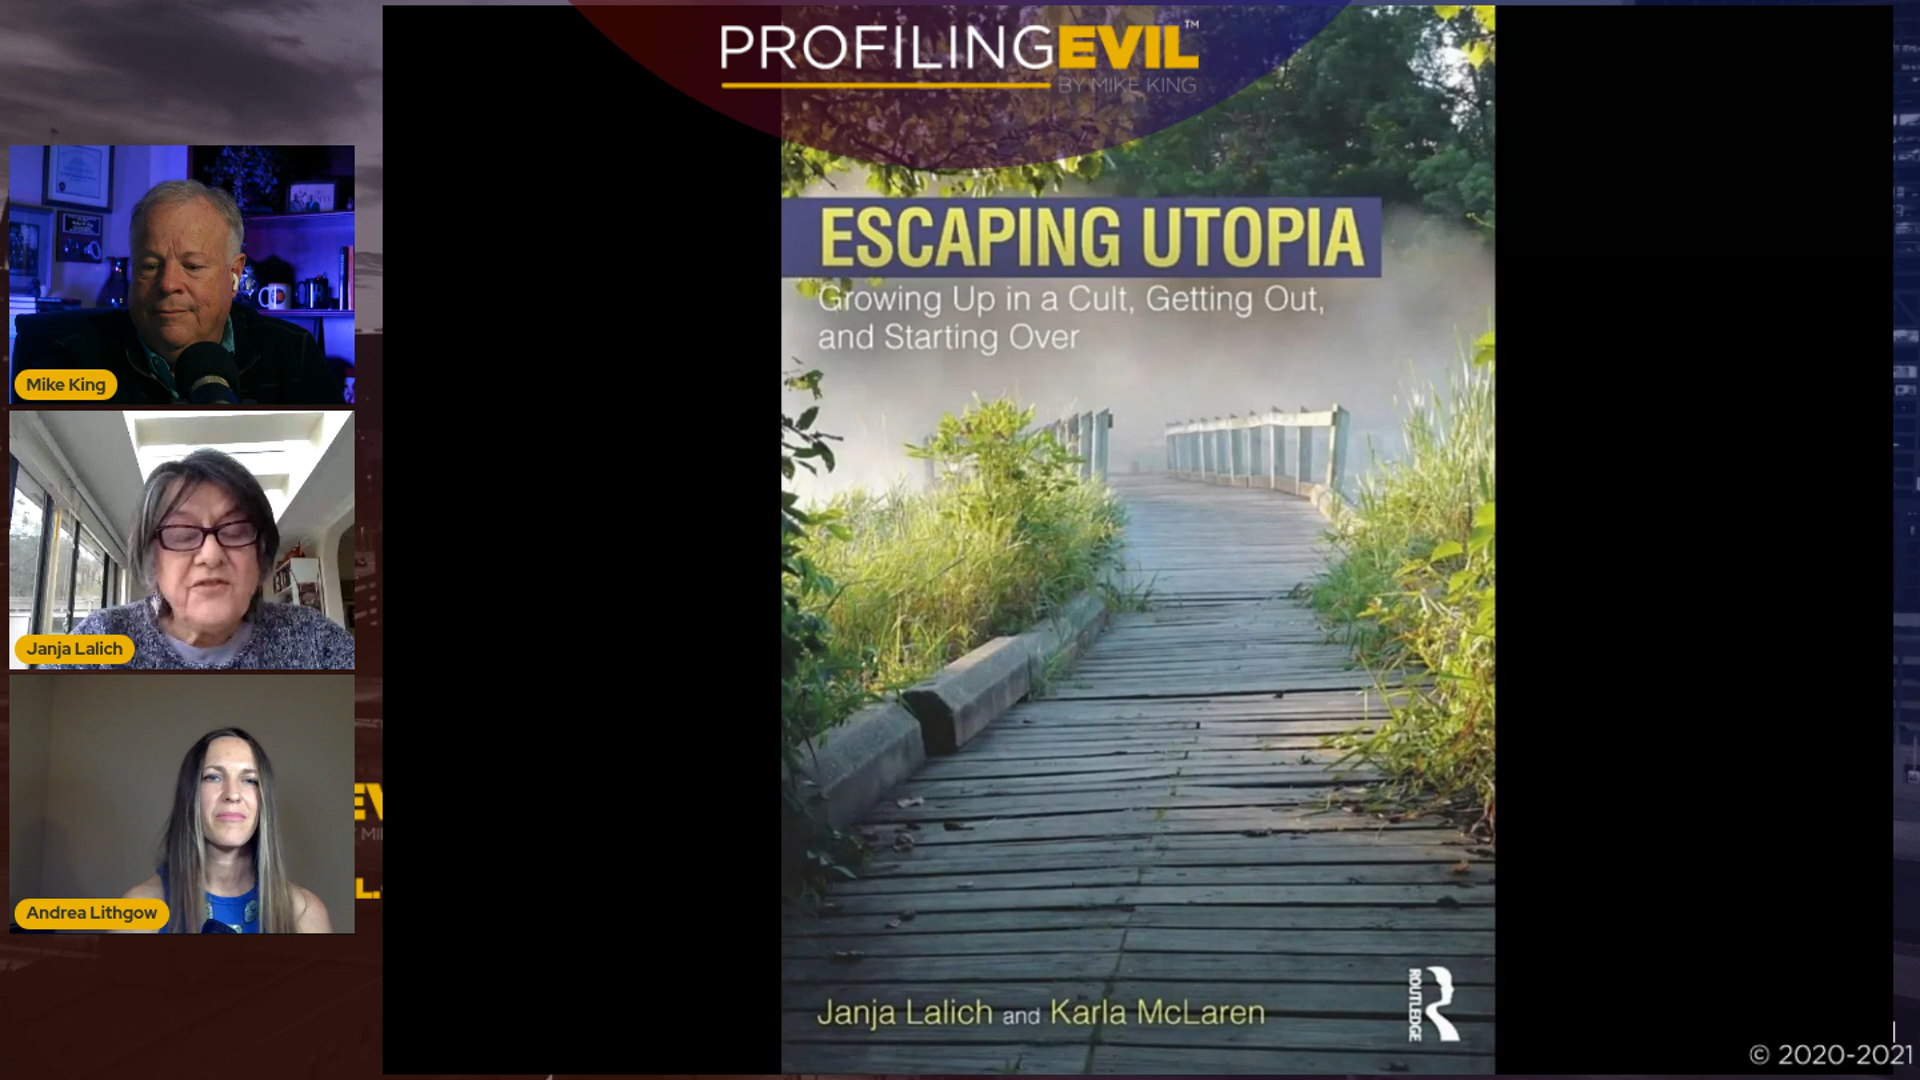 PROFILINGEVIL™
BY MIKE KING
ESCAPING UTOPIA
Growing Up in a Cult, Getting Out,
and Starting Over
Mike King
Janja Lalich
Andrea Lithgow
Janja Lalich and Karla McLaren
ROUTLEDGE
© 2020-2021